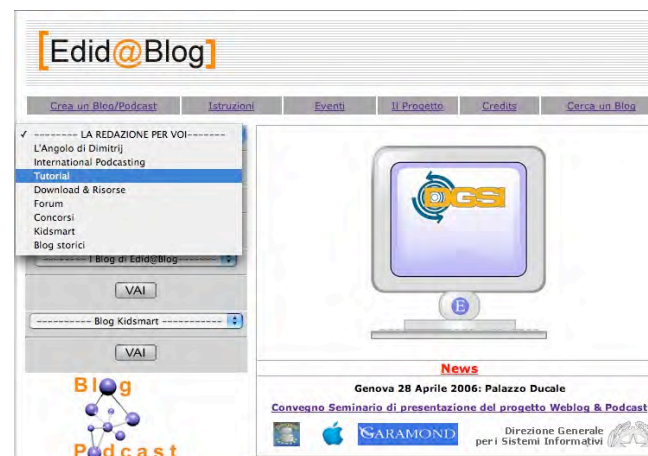 [Edid@Blog]
Crea un Blog/Podcast Istruzioni Eventi Il Progetto Credits Cerca un Blog
✓ -------- LA REDAZIONE PER VOI-------
L'Angolo di Dimitrij
International Podcasting
Tutorial
Download & Risorse
Forum
Concorsi
Kidsmart
Blog storici
--------- I Blog di Edid@Blog---------
VAI
---------- Blog Kidsmart ----------
VAI
Blog
Podcast
DGSI
E
News
Genova 28 Aprile 2006: Palazzo Ducale
Convegno Seminario di presentazione del progetto Weblog & Podcast
GARAMOND
Direzione Generale
per i Sistemi Informativi